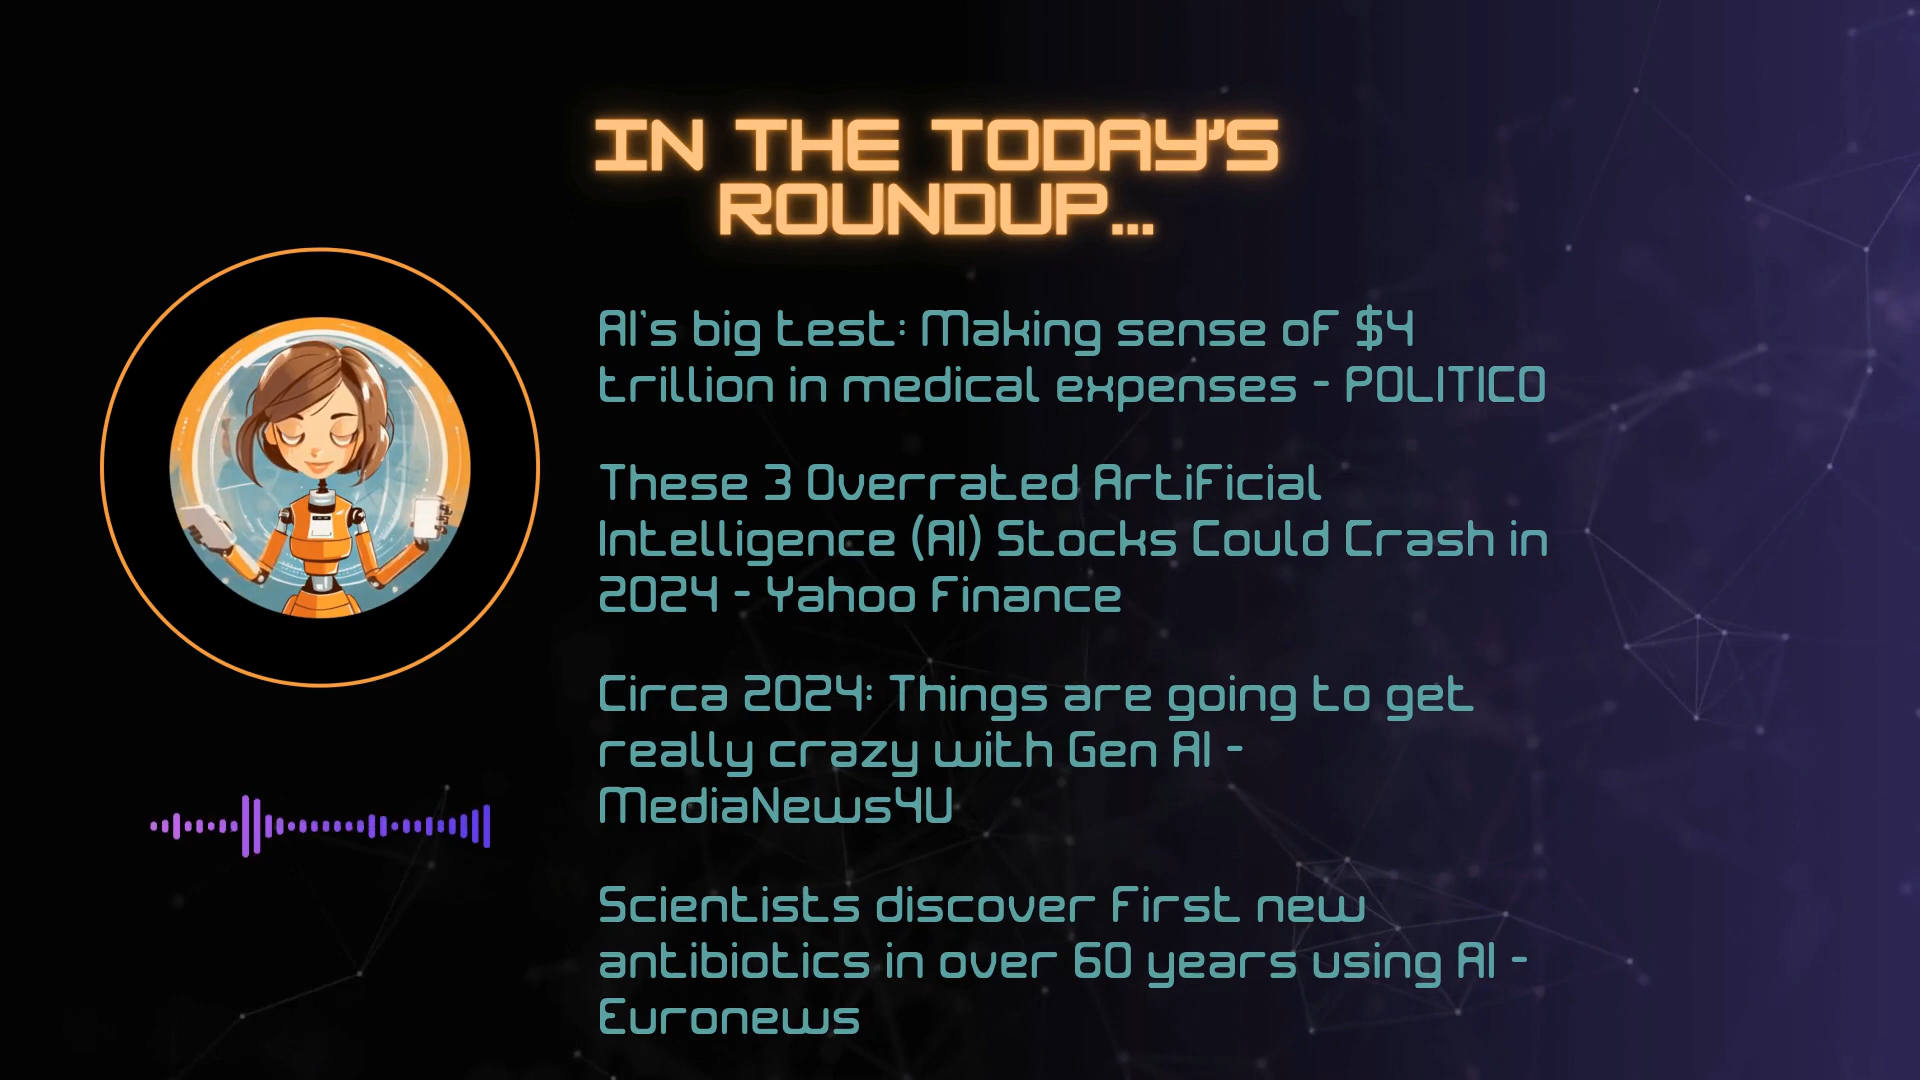 IN THE TODAY'S
ROUNDUP...
AI's big test: Making sense of $4
trillion in medical expenses - POLITICO
These 3 Overrated Artificial
Intelligence (AI) Stocks Could Crash in
2024 - Yahoo Finance
Circa 2024: Things are going to get
really crazy with Gen AI -
MediaNews4U
Scientists discover first new
antibiotics in over 60 years using AI -
Euronews